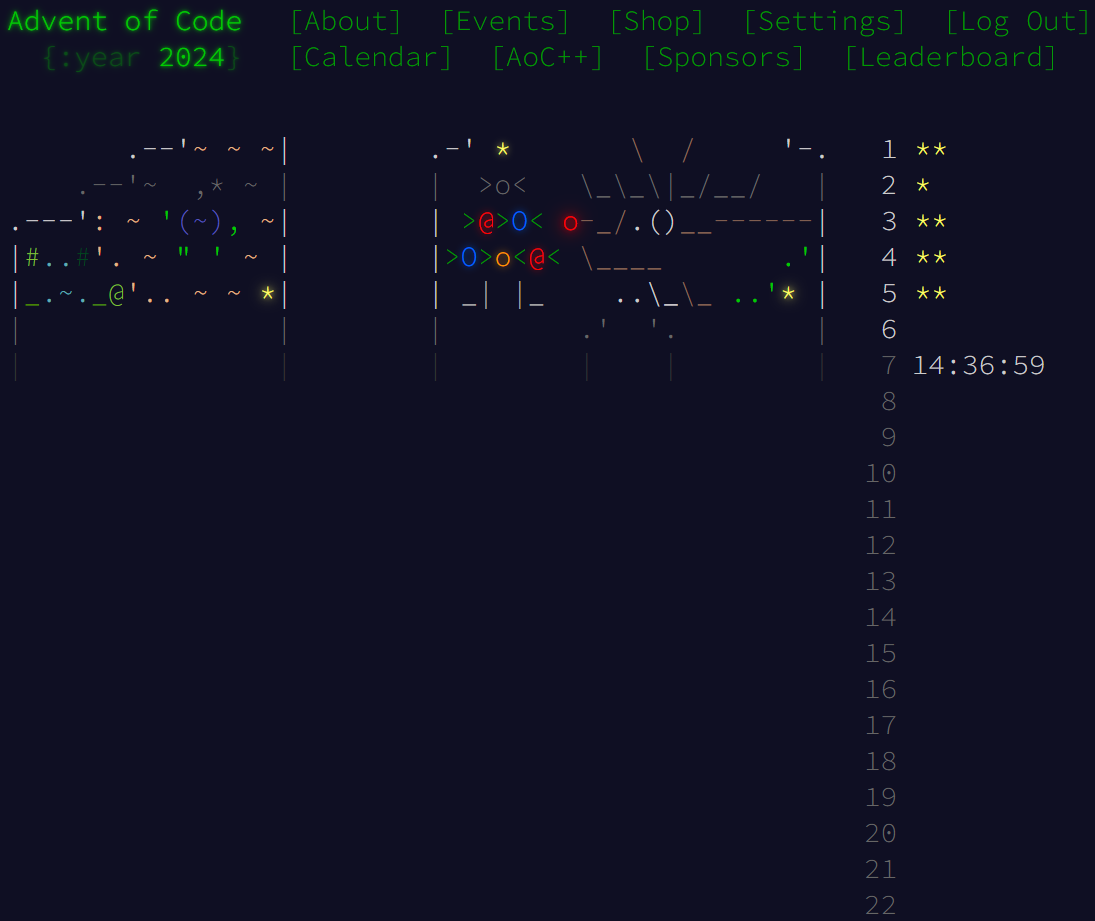 Advent of Code [About] [Events] [Shop] [Settings] [Log Out]
{:year 2024} [Calendar] [AoC++] [Sponsors] [Leaderboard]
.--'~ ~ ~| .-' * \ / '-. 1 **
.--'~ ,* ~ | | >o< \_\_\|_/__/ | 2 *
.---': ~ '(~), ~| | >@>O< o-_/.()__------| 3 **
|#..#'. ~ " ' ~ | |>O>o<@< \____ .'| 4 **
|_.~._@'.. ~ ~ *| | _| |_ ..\_\_ ..'* | 5 **
| | | .' '. | 6
| | | | | | 7 14:36:59
8
9
10
11
12
13
14
15
16
17
18
19
20
21
22